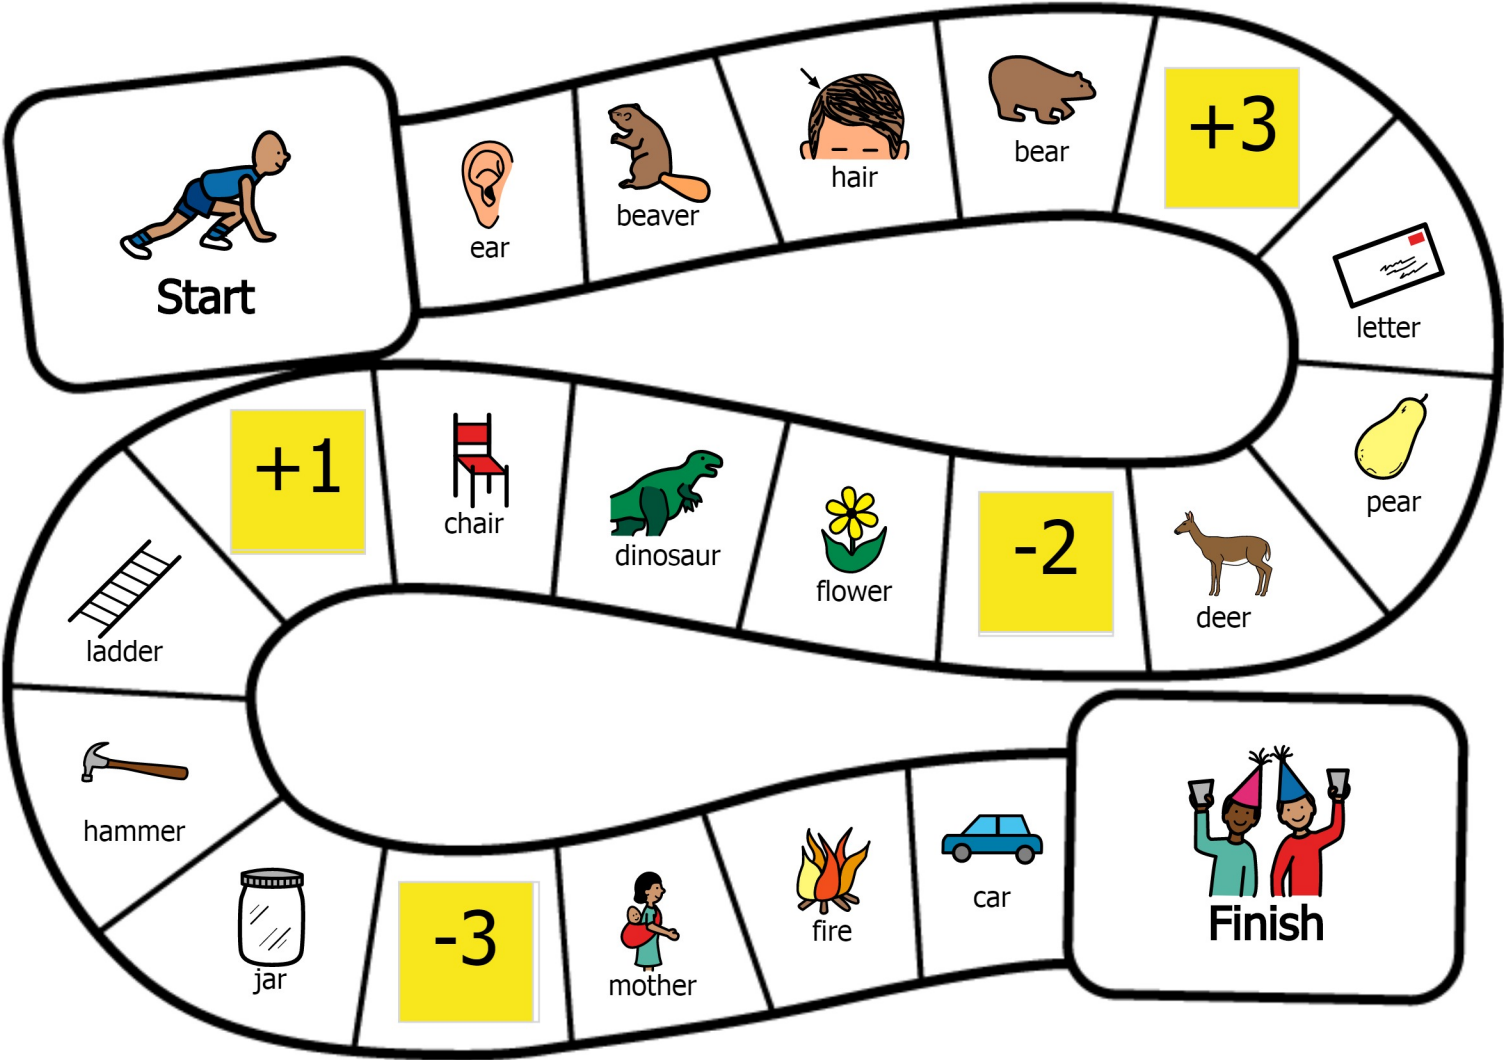 Start
ear
beaver
hair
bear
+3
letter
pear
deer
-2
flower
dinosaur
chair
+1
ladder
hammer
jar
-3
mother
fire
car
Finish